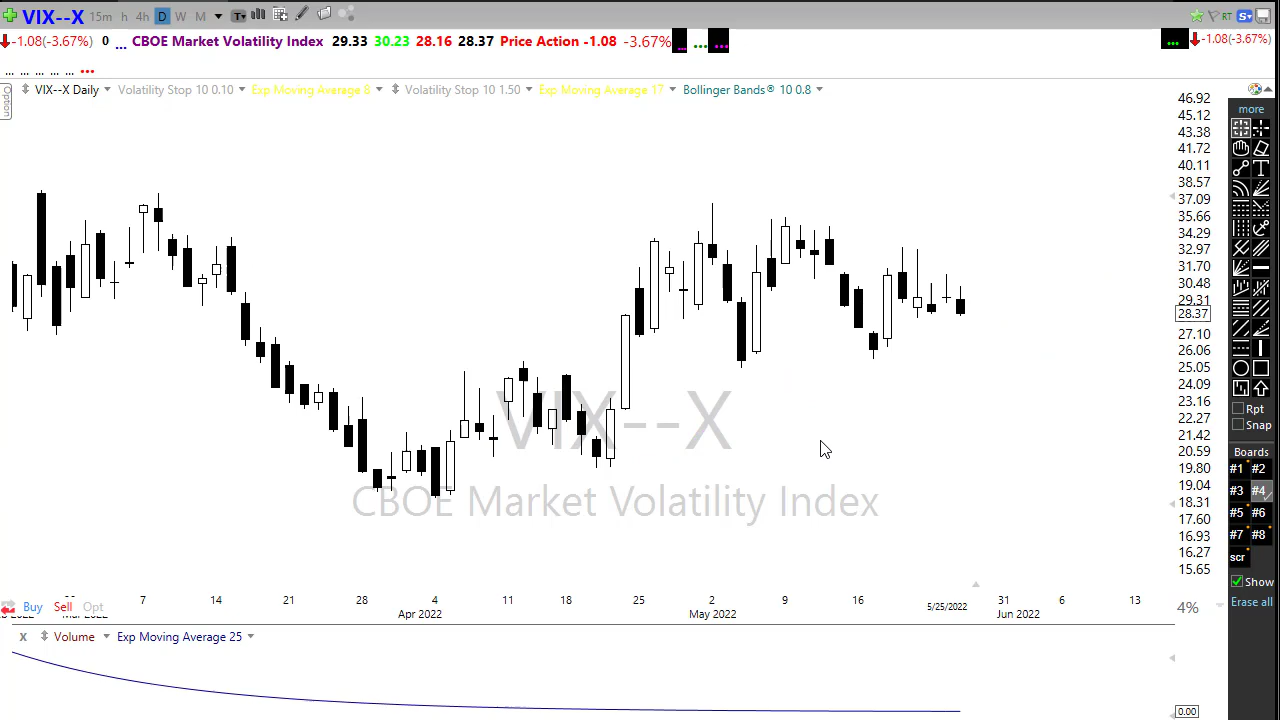 VIX--X 15m h 4h D W M T RT S
-1.08(-3.67%) 0 ... CBOE Market Volatility Index 29.33 30.23 28.16 28.37 Price Action -1.08 -3.67% ... ... ... ... -1.08(-3.67%)
... ... ... ... ... ...
Option
VIX--X Daily Volatility Stop 10 0.10 Exp Moving Average 8 Volatility Stop 10 1.50 Exp Moving Average 17 Bollinger Bands® 10 0.8
46.92
45.12
43.38
41.72
40.11
38.57
37.09
35.66
34.29
32.97
31.70
30.48
29.31
28.37
27.10
26.06
25.05
24.09
23.16
22.27
21.42
20.59
19.80
19.04
18.31
17.60
16.93
16.27
15.65
more
Rpt
Snap
Boards
#1 #2
#3 #4
#5 #6
#7 #8
scr
Show
Erase all
VIX--X
CBOE Market Volatility Index
7 14 21 28 4 11 18 25 2 9 16 5/25/2022 31 6 13
Buy Sell Opt
2022 Apr 2022 May 2022 Jun 2022
4%
X Volume Exp Moving Average 25
0.00